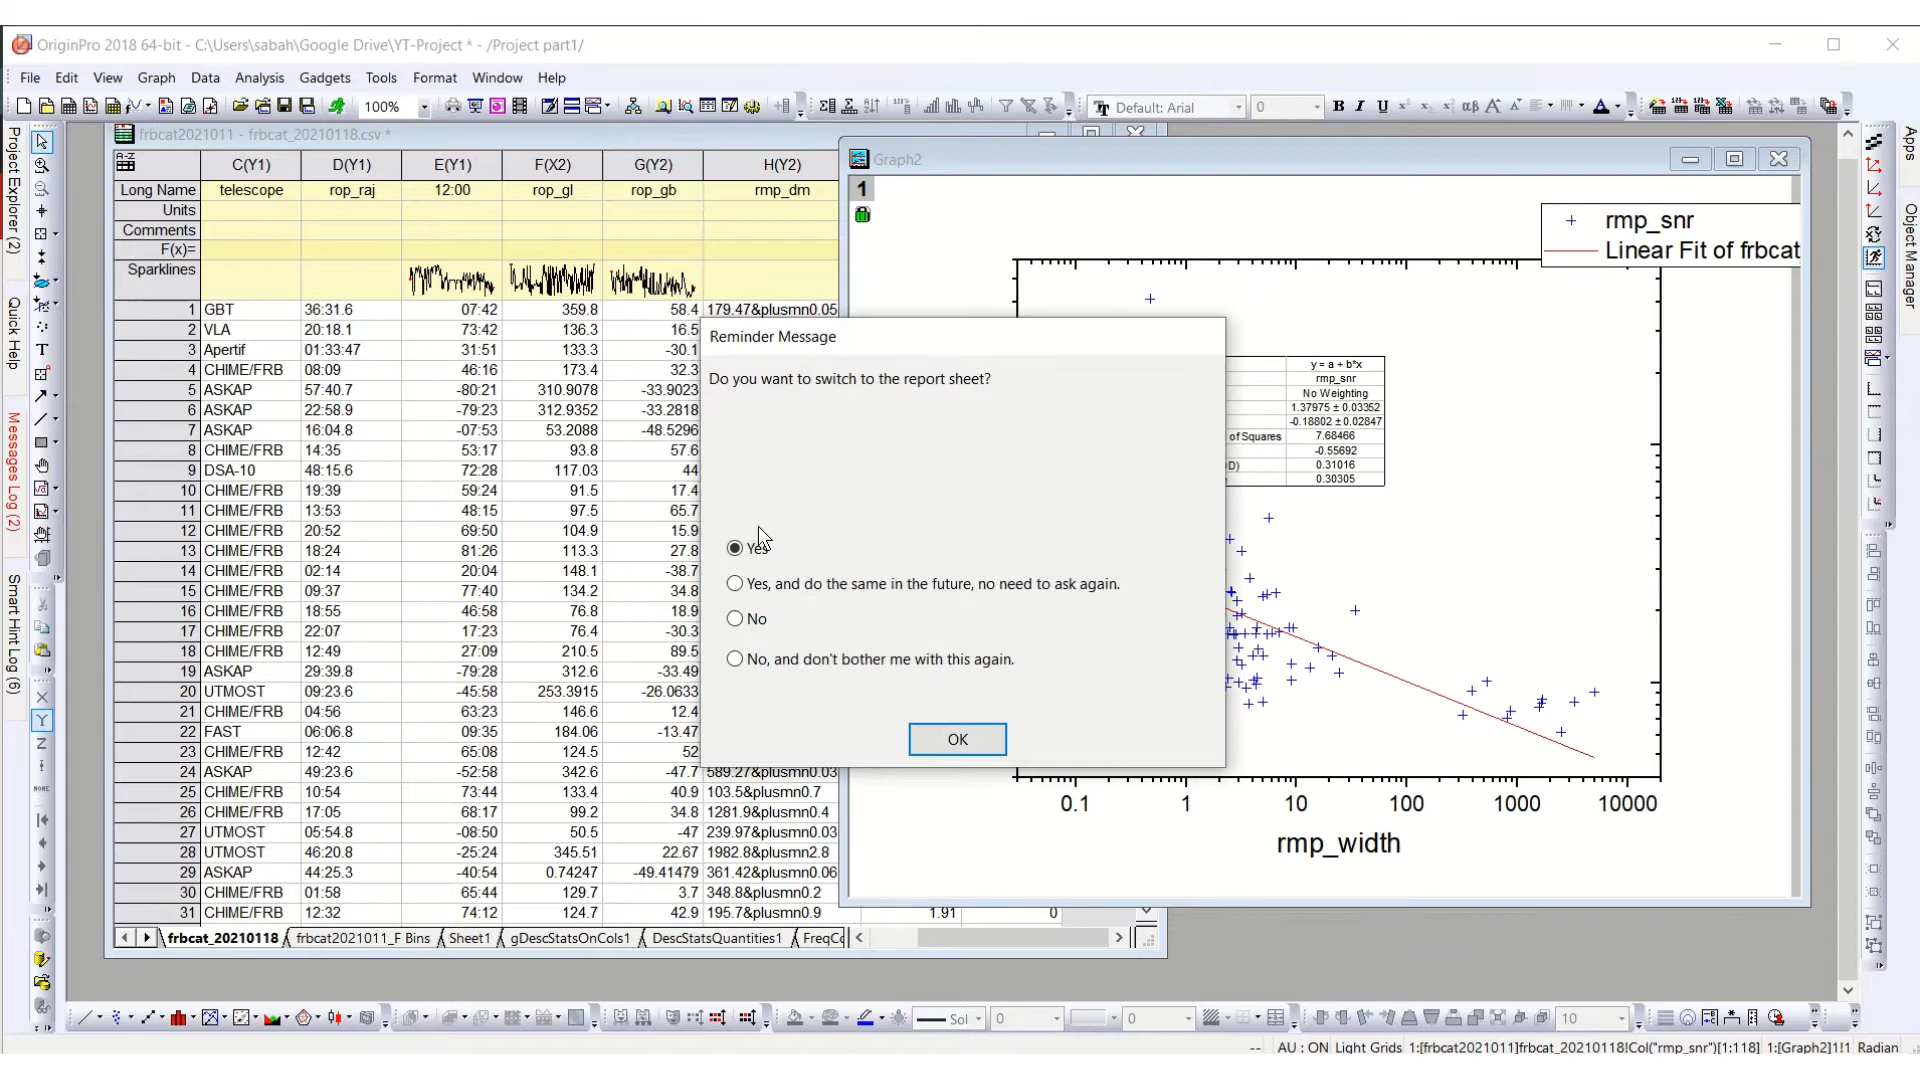 OriginPro 2018 64-bit - C:\Users\sabah\Google Drive\YT-Project * - /Project part1/
File Edit View Graph Data Analysis Gadgets Tools Format Window Help
100% Default: Arial 0 B I U αβ A
Project Explorer (2)
Quick Help
Messages Log (2)
Smart Hint Log (6)
Apps
Object Manager
frbcat2021011 - frbcat_20210118.csv *
C(Y1) D(Y1) E(Y1) F(X2) G(Y2) H(Y2)
Long Name telescope rop_raj 12:00 rop_gl rop_gb rmp_dm
Units
Comments
F(x)=
Sparklines
1 GBT 36:31.6 07:42 359.8 58.4 179.47&plusmn0.05
2 VLA 20:18.1 73:42 136.3 16.5
3 Apertif 01:33:47 31:51 133.3 -30.1
4 CHIME/FRB 08:09 46:16 173.4 32.3
5 ASKAP 57:40.7 -80:21 310.9078 -33.9023
6 ASKAP 22:58.9 -79:23 312.9352 -33.2818
7 ASKAP 16:04.8 -07:53 53.2088 -48.5296
8 CHIME/FRB 14:35 53:17 93.8 57.6
9 DSA-10 48:15.6 72:28 117.03 44
10 CHIME/FRB 19:39 59:24 91.5 17.4
11 CHIME/FRB 13:53 48:15 97.5 65.7
12 CHIME/FRB 20:52 69:50 104.9 15.9
13 CHIME/FRB 18:24 81:26 113.3 27.8
14 CHIME/FRB 02:14 20:04 148.1 -38.7
15 CHIME/FRB 09:37 77:40 134.2 34.8
16 CHIME/FRB 18:55 46:58 76.8 18.9
17 CHIME/FRB 22:07 17:23 76.4 -30.3
18 CHIME/FRB 12:49 27:09 210.5 89.5
19 ASKAP 29:39.8 -79:28 312.6 -33.49
20 UTMOST 09:23.6 -45:58 253.3915 -26.0633
21 CHIME/FRB 04:56 63:23 146.6 12.4
22 FAST 06:06.8 09:35 184.06 -13.47
23 CHIME/FRB 12:42 65:08 124.5 52
24 ASKAP 49:23.6 -52:58 342.6 -47.7 589.27&plusmn0.03
25 CHIME/FRB 10:54 73:44 133.4 40.9 103.5&plusmn0.7
26 CHIME/FRB 17:05 68:17 99.2 34.8 1281.9&plusmn0.4
27 UTMOST 05:54.8 -08:50 50.5 -47 239.97&plusmn0.03
28 UTMOST 46:20.8 -25:24 345.51 22.67 1982.8&plusmn2.8
29 ASKAP 44:25.3 -40:54 0.74247 -49.41479 361.42&plusmn0.06
30 CHIME/FRB 01:58 65:44 129.7 3.7 348.8&plusmn0.2
31 CHIME/FRB 12:32 74:12 124.7 42.9 195.7&plusmn0.9 1.91 0
frbcat_20210118 frbcat2021011_F Bins Sheet1 gDescStatsOnCols1 DescStatsQuantities1 FreqCo
Graph2
1
rmp_snr
Linear Fit of frbcat
y = a + b*x
rmp_snr
No Weighting
1.37975 ± 0.03352
-0.18802 ± 0.02847
of Squares 7.68466
-0.55692
D) 0.31016
e 0.30305
0.1 1 10 100 1000 10000
rmp_width
Reminder Message
Do you want to switch to the report sheet?
Yes
Yes, and do the same in the future, no need to ask again.
No
No, and don't bother me with this again.
OK
Sol 0 0 10
-- AU : ON Light Grids 1:[frbcat2021011]frbcat_20210118!Col("rmp_snr")[1:118] 1:[Graph2]1!1 Radian